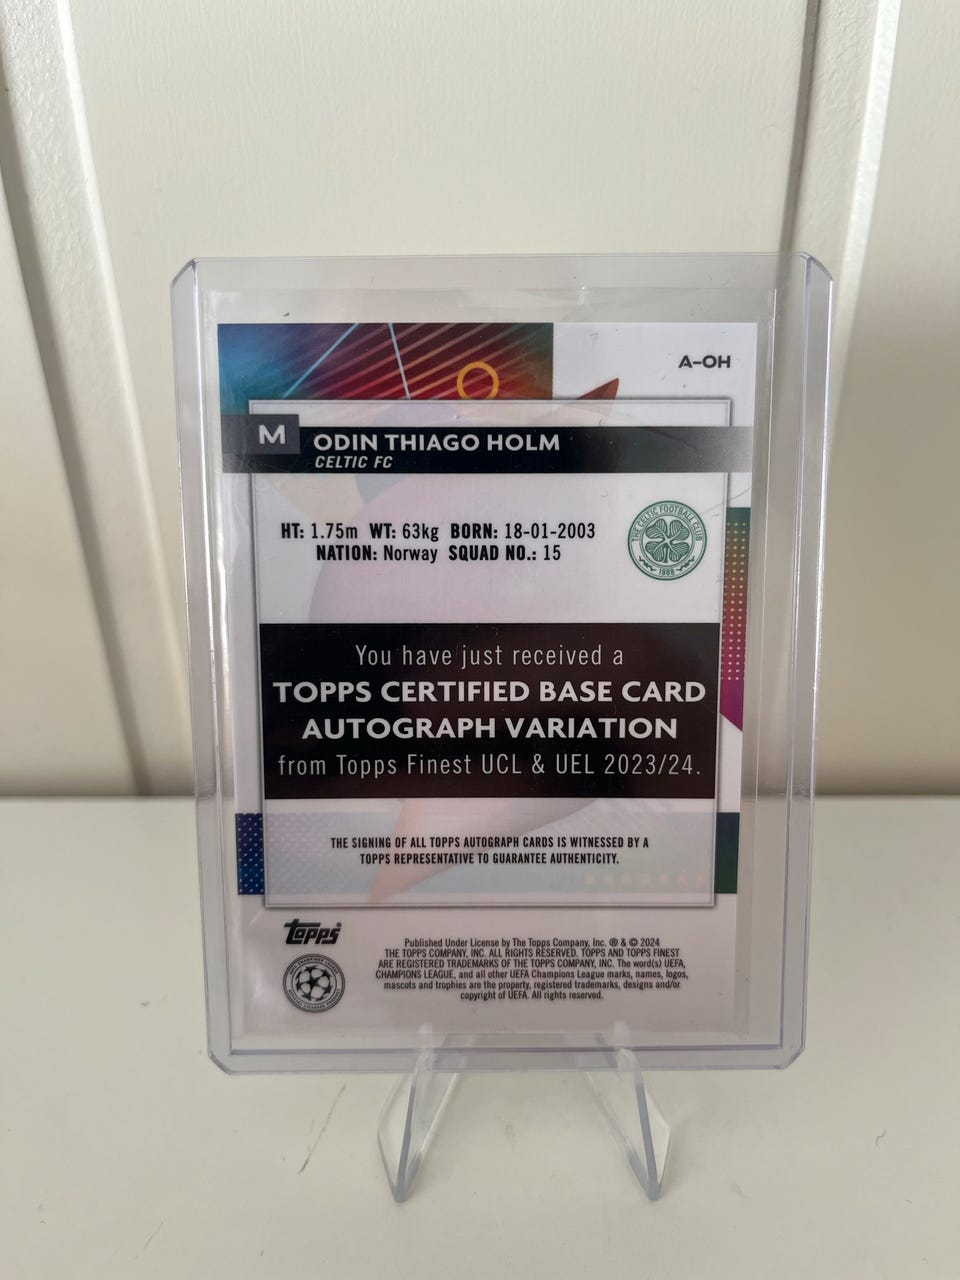 A-OH
M
ODIN THIAGO HOLM
CELTIC FC
HT: 1.75m WT: 63kg BORN: 18-01-2003
NATION: Norway SQUAD NO.: 15
THE CELTIC FOOTBALL CLUB
1888
You have just received a
TOPPS CERTIFIED BASE CARD
AUTOGRAPH VARIATION
from Topps Finest UCL & UEL 2023/24.
THE SIGNING OF ALL TOPPS AUTOGRAPH CARDS IS WITNESSED BY A
TOPPS REPRESENTATIVE TO GUARANTEE AUTHENTICITY.
Topps®
Published Under License by The Topps Company, Inc. ® & © 2024
THE TOPPS COMPANY, INC. ALL RIGHTS RESERVED. TOPPS AND TOPPS FINEST
ARE REGISTERED TRADEMARKS OF THE TOPPS COMPANY, INC. The word(s) UEFA,
CHAMPIONS LEAGUE, and all other UEFA Champions League marks, names, logos,
mascots and trophies are the property, registered trademarks, designs and/or
copyright of UEFA. All rights reserved.